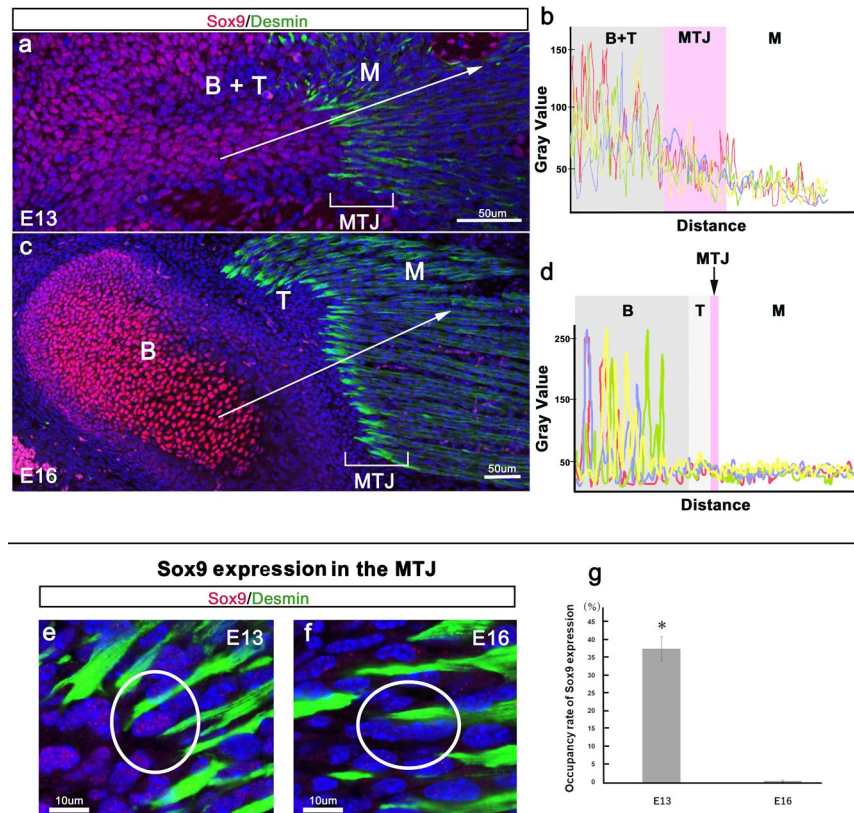 Sox9/Desmin
a
B + T
M
MTJ
E13
50um
b
B+T
MTJ
M
150
100
50
Gray Value
Distance
c
M
T
B
MTJ
E16
50um
d
MTJ
B
T
M
250
150
50
Gray Value
Distance
Sox9 expression in the MTJ
Sox9/Desmin
e
E13
10um
f
E16
10um
g
(%)
*
45
40
35
30
25
20
15
10
5
0
Occupancy rate of Sox9 expression
E13
E16